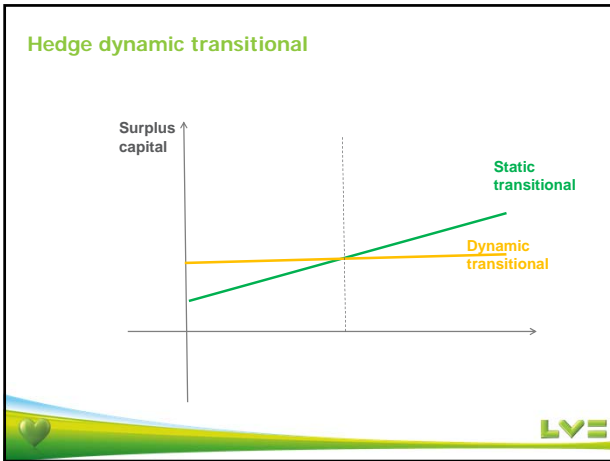 Hedge dynamic transitional
Surplus
capital
Static
transitional
Dynamic
transitional
LV=